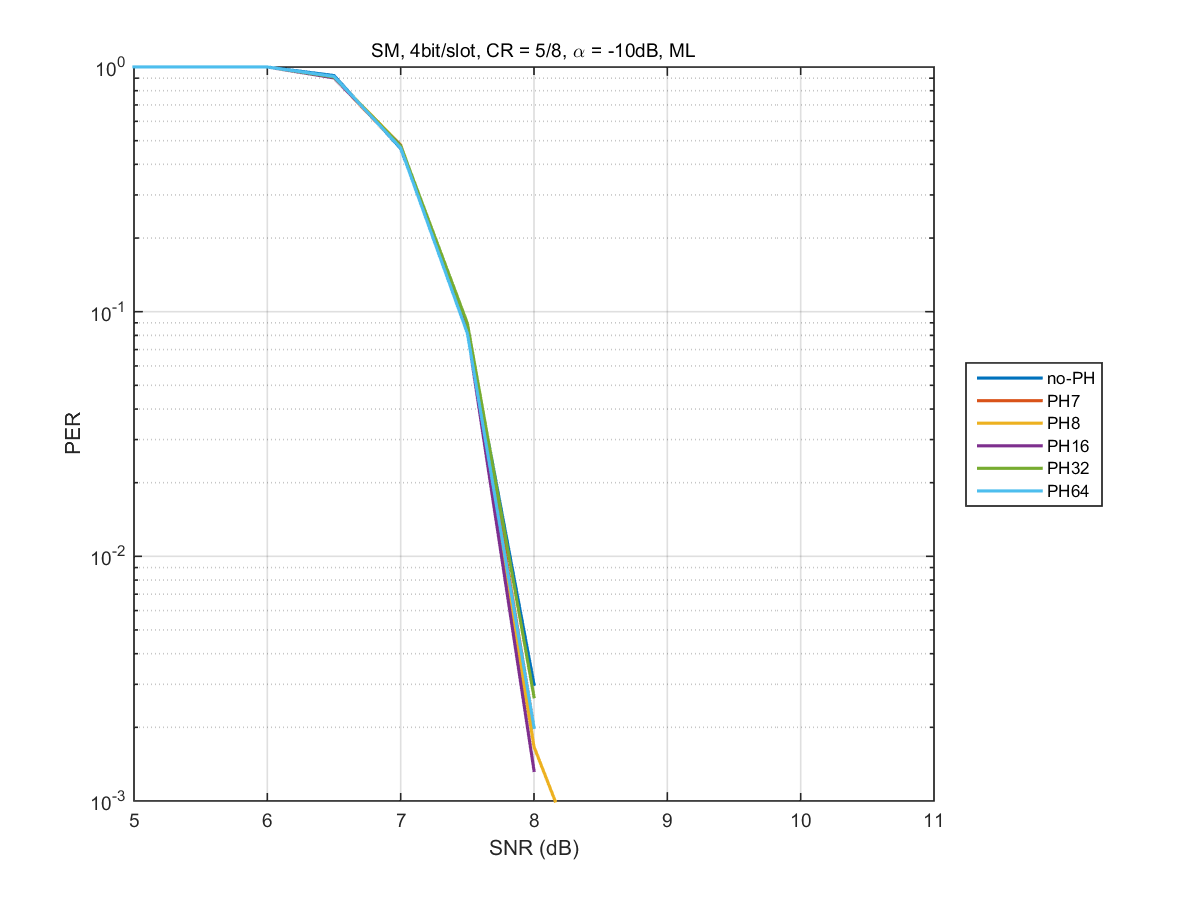 SM, 4bit/slot, CR = 5/8, α = -10dB, ML
10^0
10^-1
10^-2
10^-3
PER
5 6 7 8 9 10 11
SNR (dB)
no-PH
PH7
PH8
PH16
PH32
PH64